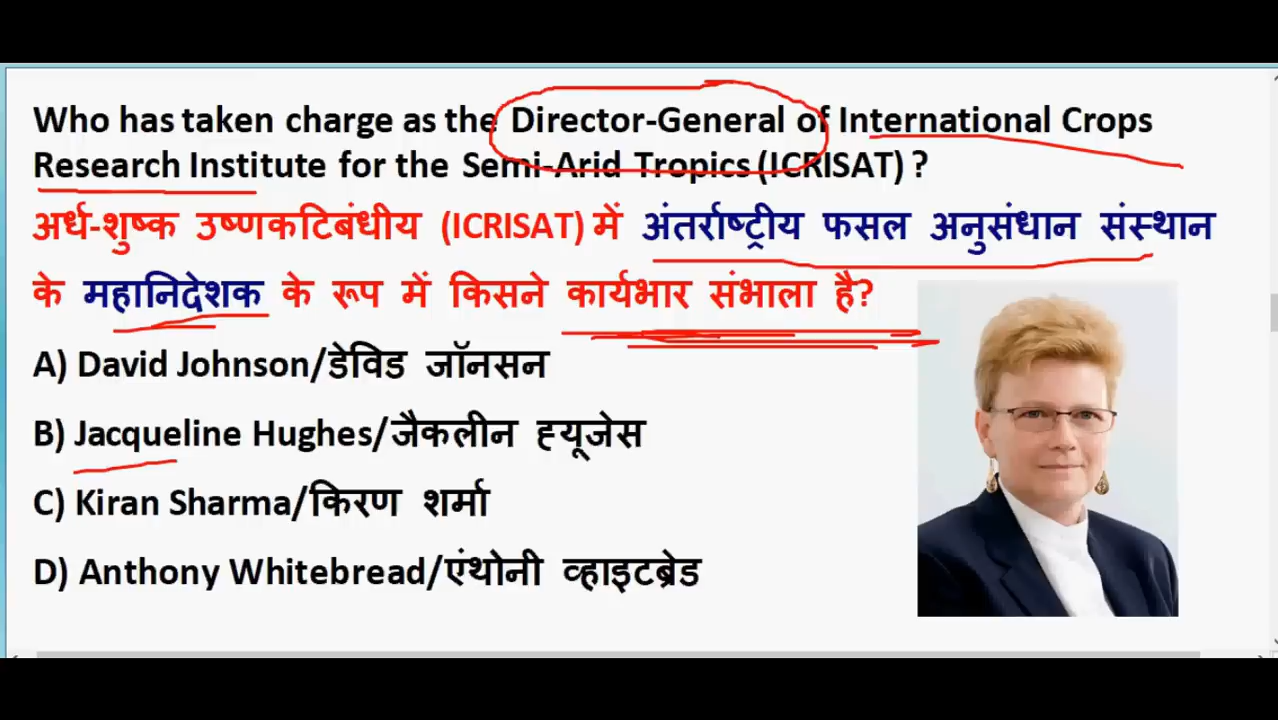 Who has taken charge as the Director-General of International Crops
Research Institute for the Semi-Arid Tropics (ICRISAT) ?
अर्ध-शुष्क उष्णकटिबंधीय (ICRISAT) में अंतर्राष्ट्रीय फसल अनुसंधान संस्थान
के महानिदेशक के रूप में किसने कार्यभार संभाला है?
A) David Johnson/डेविड जॉनसन
B) Jacqueline Hughes/जैकलीन ह्यूजेस
C) Kiran Sharma/किरण शर्मा
D) Anthony Whitebread/एंथोनी व्हाइटब्रेड